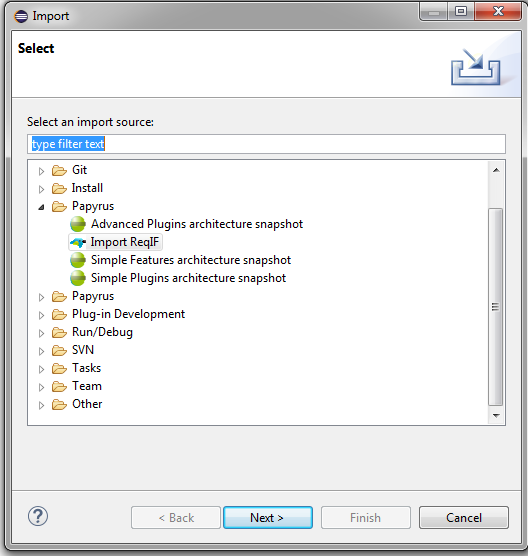 Import
Select
Select an import source:
type filter text
Git
Install
Papyrus
Advanced Plugins architecture snapshot
Import ReqIF
Simple Features architecture snapshot
Simple Plugins architecture snapshot
Papyrus
Plug-in Development
Run/Debug
SVN
Tasks
Team
Other
? < Back Next > Finish Cancel